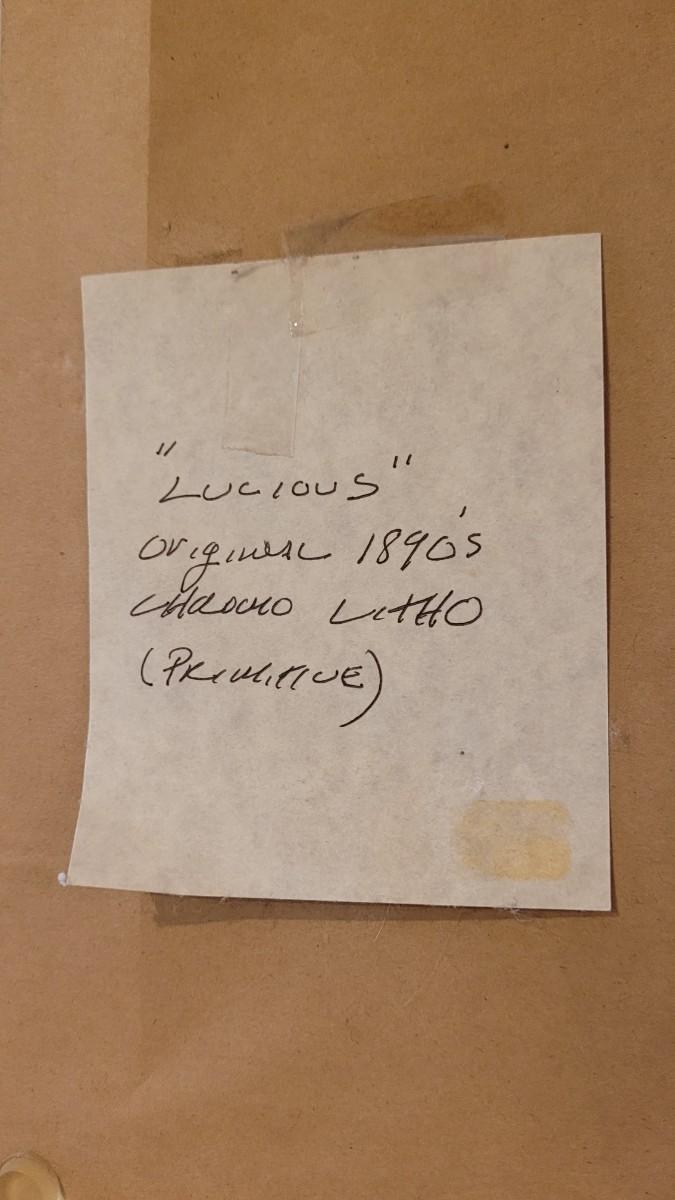 "LUCIOUS"
Original 1890's
CHROMO LITHO
(PRIMITIVE)